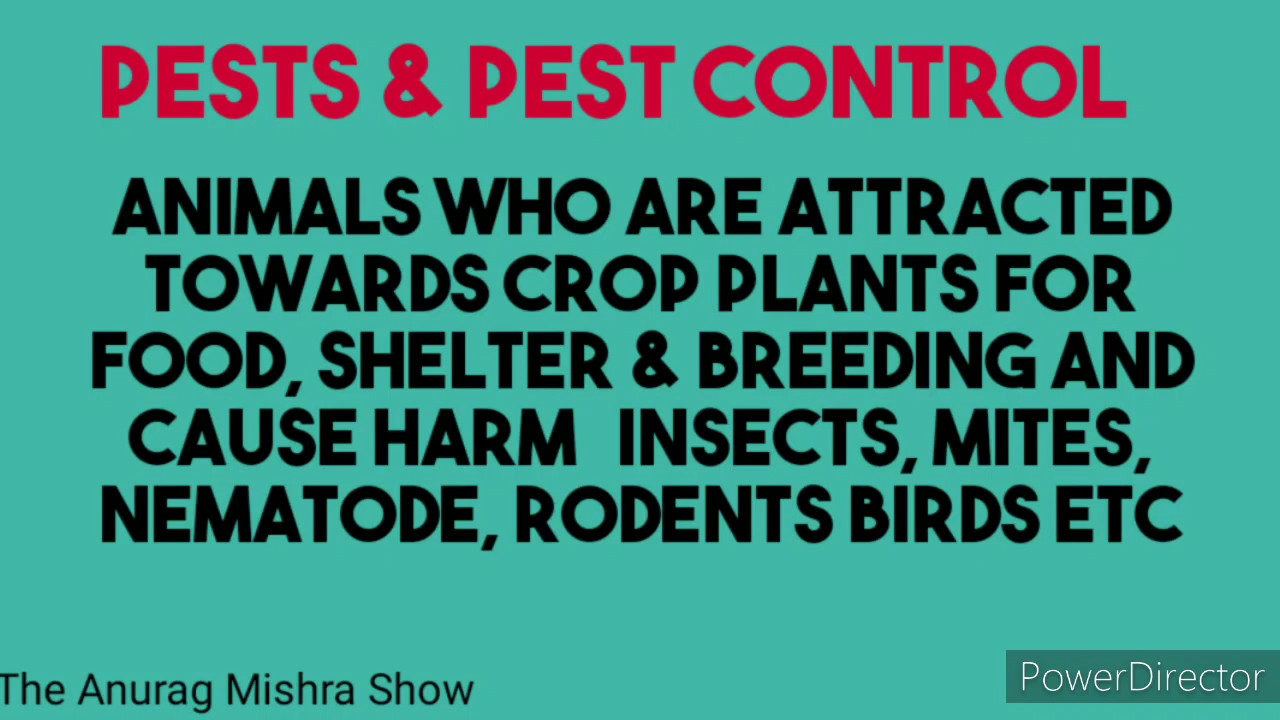 PESTS & PEST CONTROL
ANIMALS WHO ARE ATTRACTED
TOWARDS CROP PLANTS FOR
FOOD, SHELTER & BREEDING AND
CAUSE HARM INSECTS, MITES,
NEMATODE, RODENTS BIRDS ETC
The Anurag Mishra Show
PowerDirector